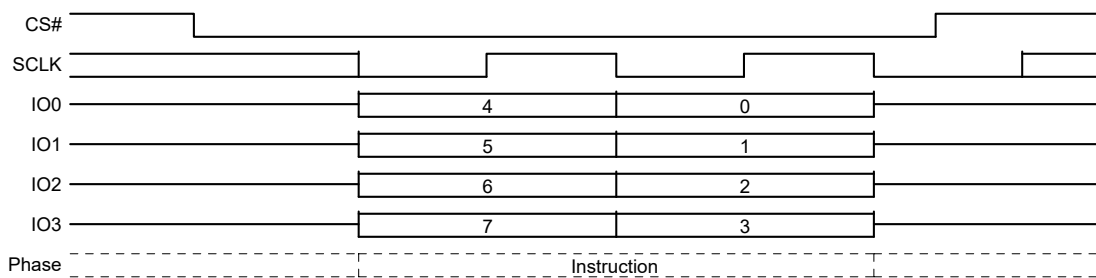 CS#
SCLK
IO0 4 0
IO1 5 1
IO2 6 2
IO3 7 3
Phase Instruction